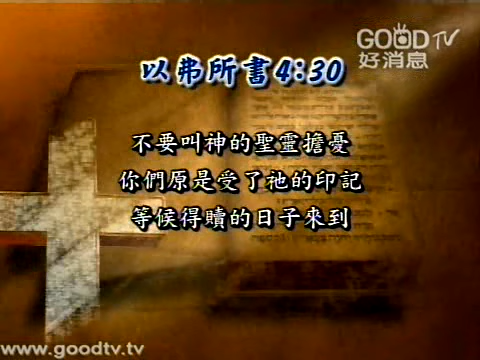 GOOD TV
好消息
以弗所書4:30
不要叫神的聖靈擔憂
你們原是受了祂的印記
等候得贖的日子來到
www.goodtv.tv